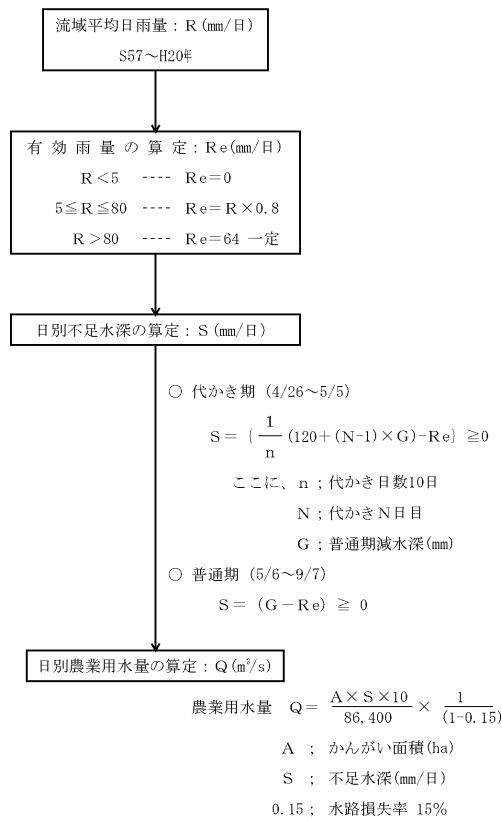 流域平均日雨量：R(mm/日)
S57～H20年
有効雨量の算定：Re(mm/日)
R＜5 ---- Re=0
5≦R≦80 ---- Re=R×0.8
R＞80 ---- Re=64 一定
日別不足水深の算定：S(mm/日)
○ 代かき期 (4/26～5/5)
S＝ { 1/n (120+(N-1)×G)-Re} ≧0
ここに、n；代かき日数10日
N；代かきN日目
G；普通期減水深(mm)
○ 普通期 (5/6～9/7)
S＝ (G－Re) ≧ 0
日別農業用水量の算定：Q(m³/s)
農業用水量 Q＝ A×S×10/86,400 × 1/(1-0.15)
A ； かんがい面積(ha)
S ； 不足水深(mm/日)
0.15； 水路損失率 15%